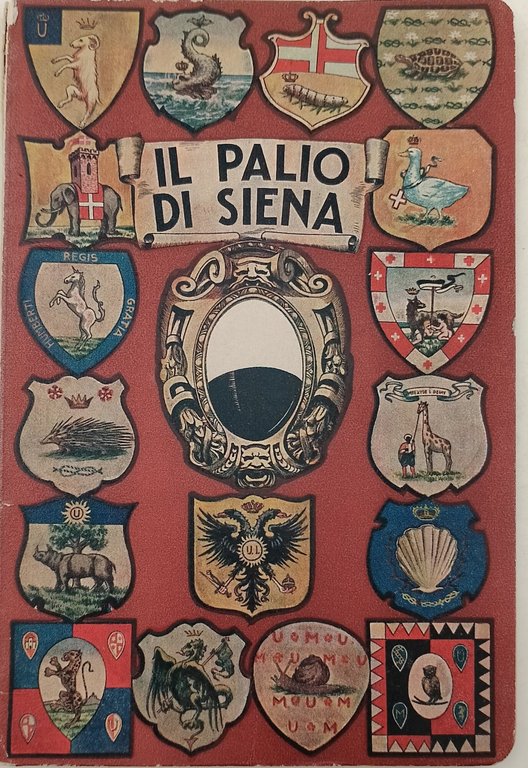 U
IL PALIO
DI SIENA
HUMBERTI REGIS GRATIA
U
U.I.
U M U
M U M U
M U M
U M
M
U
M
U
M